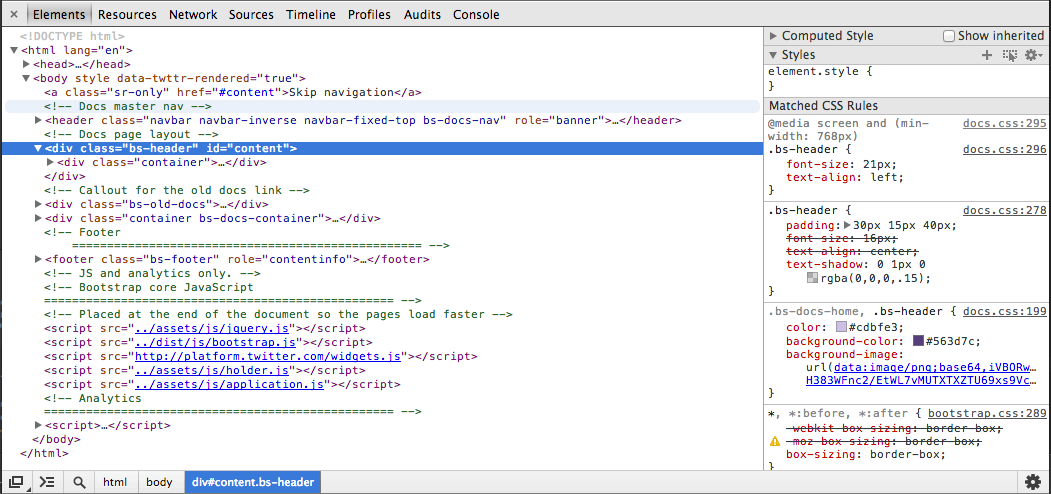 × Elements Resources Network Sources Timeline Profiles Audits Console
<!DOCTYPE html>
▼<html lang="en">
▶<head>…</head>
▼<body style data-twttr-rendered="true">
<a class="sr-only" href="#content">Skip navigation</a>
<!-- Docs master nav -->
▶<header class="navbar navbar-inverse navbar-fixed-top bs-docs-nav" role="banner">…</header>
<!-- Docs page layout -->
▼<div class="bs-header" id="content">
▶<div class="container">…</div>
</div>
<!-- Callout for the old docs link -->
▶<div class="bs-old-docs">…</div>
▶<div class="container bs-docs-container">…</div>
<!-- Footer
================================================== -->
▶<footer class="bs-footer" role="contentinfo">…</footer>
<!-- JS and analytics only. -->
<!-- Bootstrap core JavaScript
================================================== -->
<!-- Placed at the end of the document so the pages load faster -->
<script src="../assets/js/jquery.js"></script>
<script src="../dist/js/bootstrap.js"></script>
<script src="http://platform.twitter.com/widgets.js"></script>
<script src="../assets/js/holder.js"></script>
<script src="../assets/js/application.js"></script>
<!-- Analytics
================================================== -->
▶<script>…</script>
</body>
</html>
▶ Computed Style Show inherited
▼ Styles
element.style {
}
Matched CSS Rules
@media screen and (min- docs.css:295
width: 768px)
.bs-header { docs.css:296
font-size: 21px;
text-align: left;
}
.bs-header { docs.css:278
padding:▶30px 15px 40px;
font-size: 16px;
text-align: center;
text-shadow: 0 1px 0
rgba(0,0,0,.15);
}
.bs-docs-home, .bs-header { docs.css:199
color: #cdbfe3;
background-color: #563d7c;
background-image:
url(data:image/png;base64,iVBORw…
H383WFnc2/EtWL7vMUTXTXZTU69xs9Vc…
}
*, *:before, *:after { bootstrap.css:289
-webkit-box-sizing: border-box;
-moz-box-sizing: border-box;
box-sizing: border-box;
}
html body div#content.bs-header